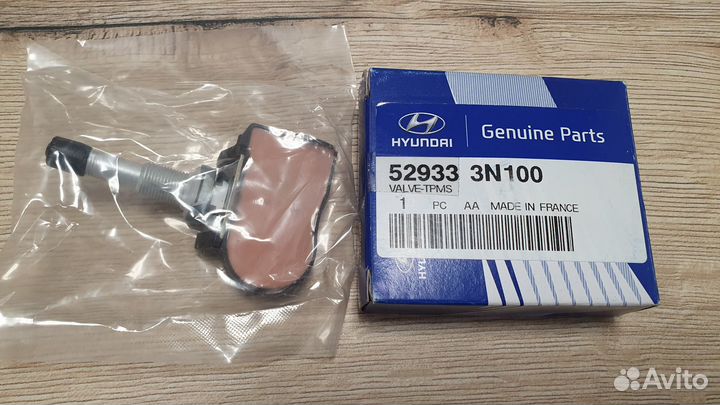 HYUNDAI
Genuine Parts
52933 3N100
VALVE-TPMS
1 PC AA MADE IN FRANCE
Avito